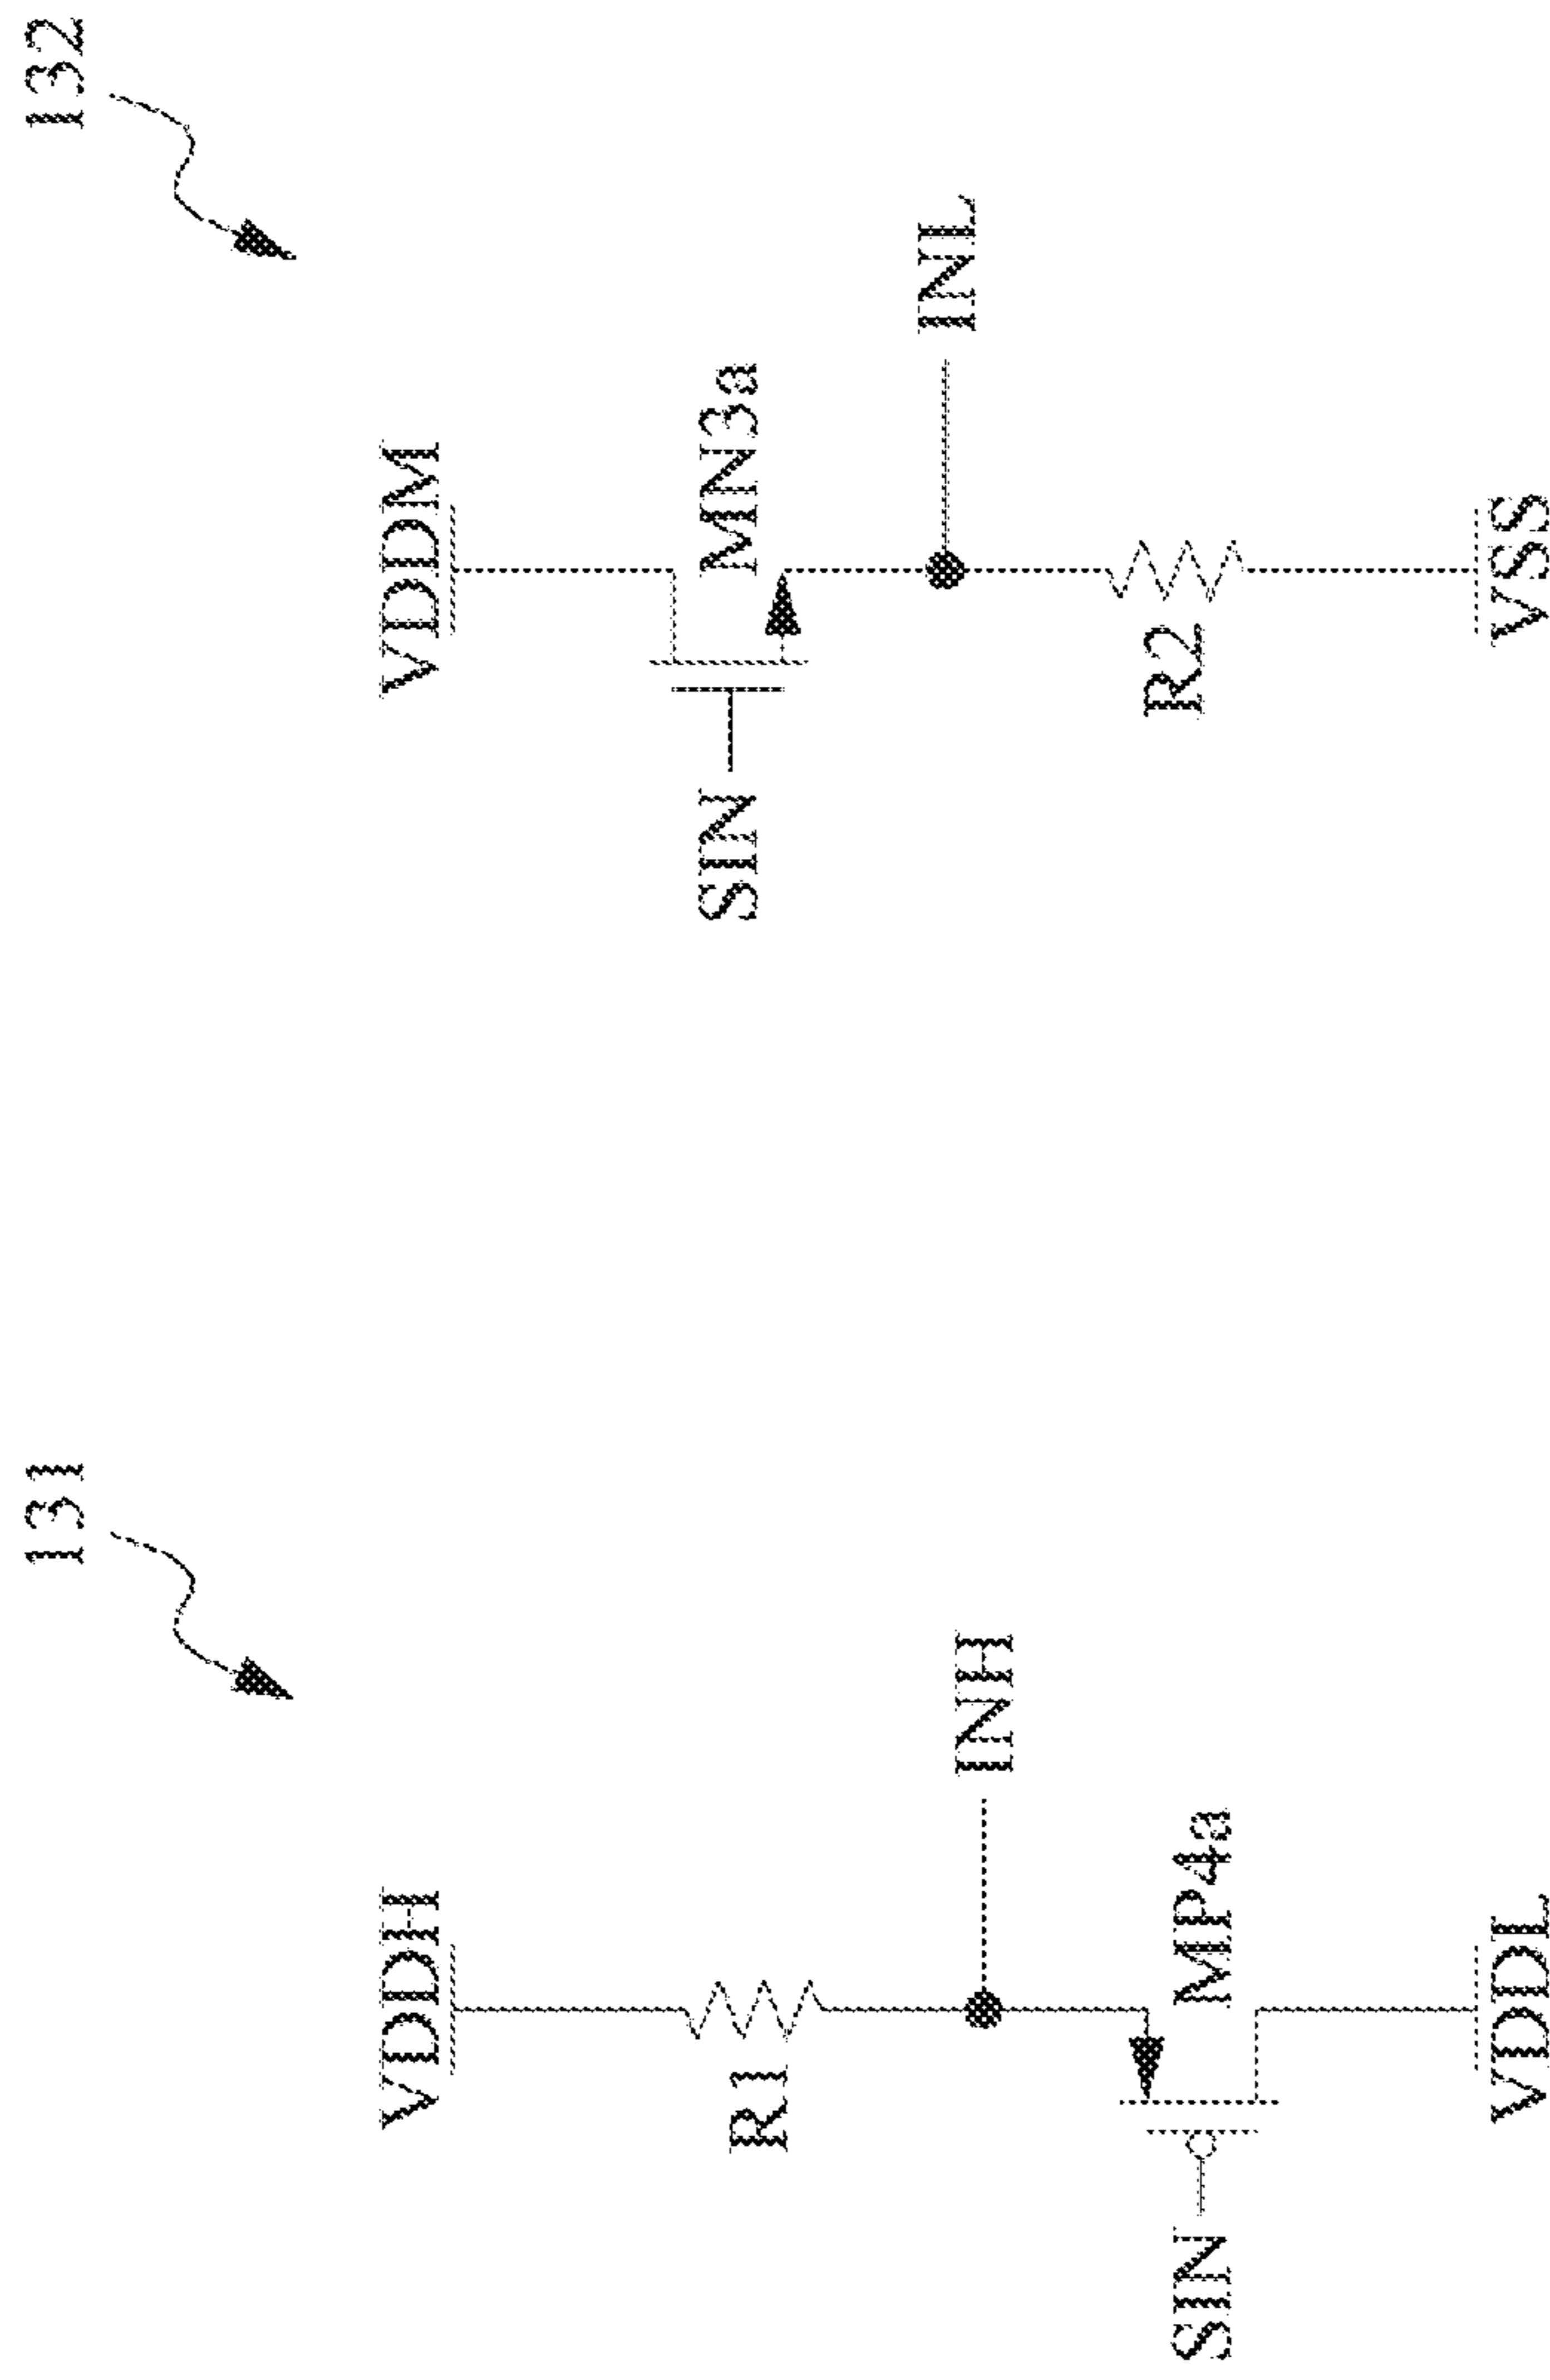 131
VDDH
R1
INH
SIN
MP4a
VDDL
132
VDDM
SIN
MN3a
INL
R2
VSS